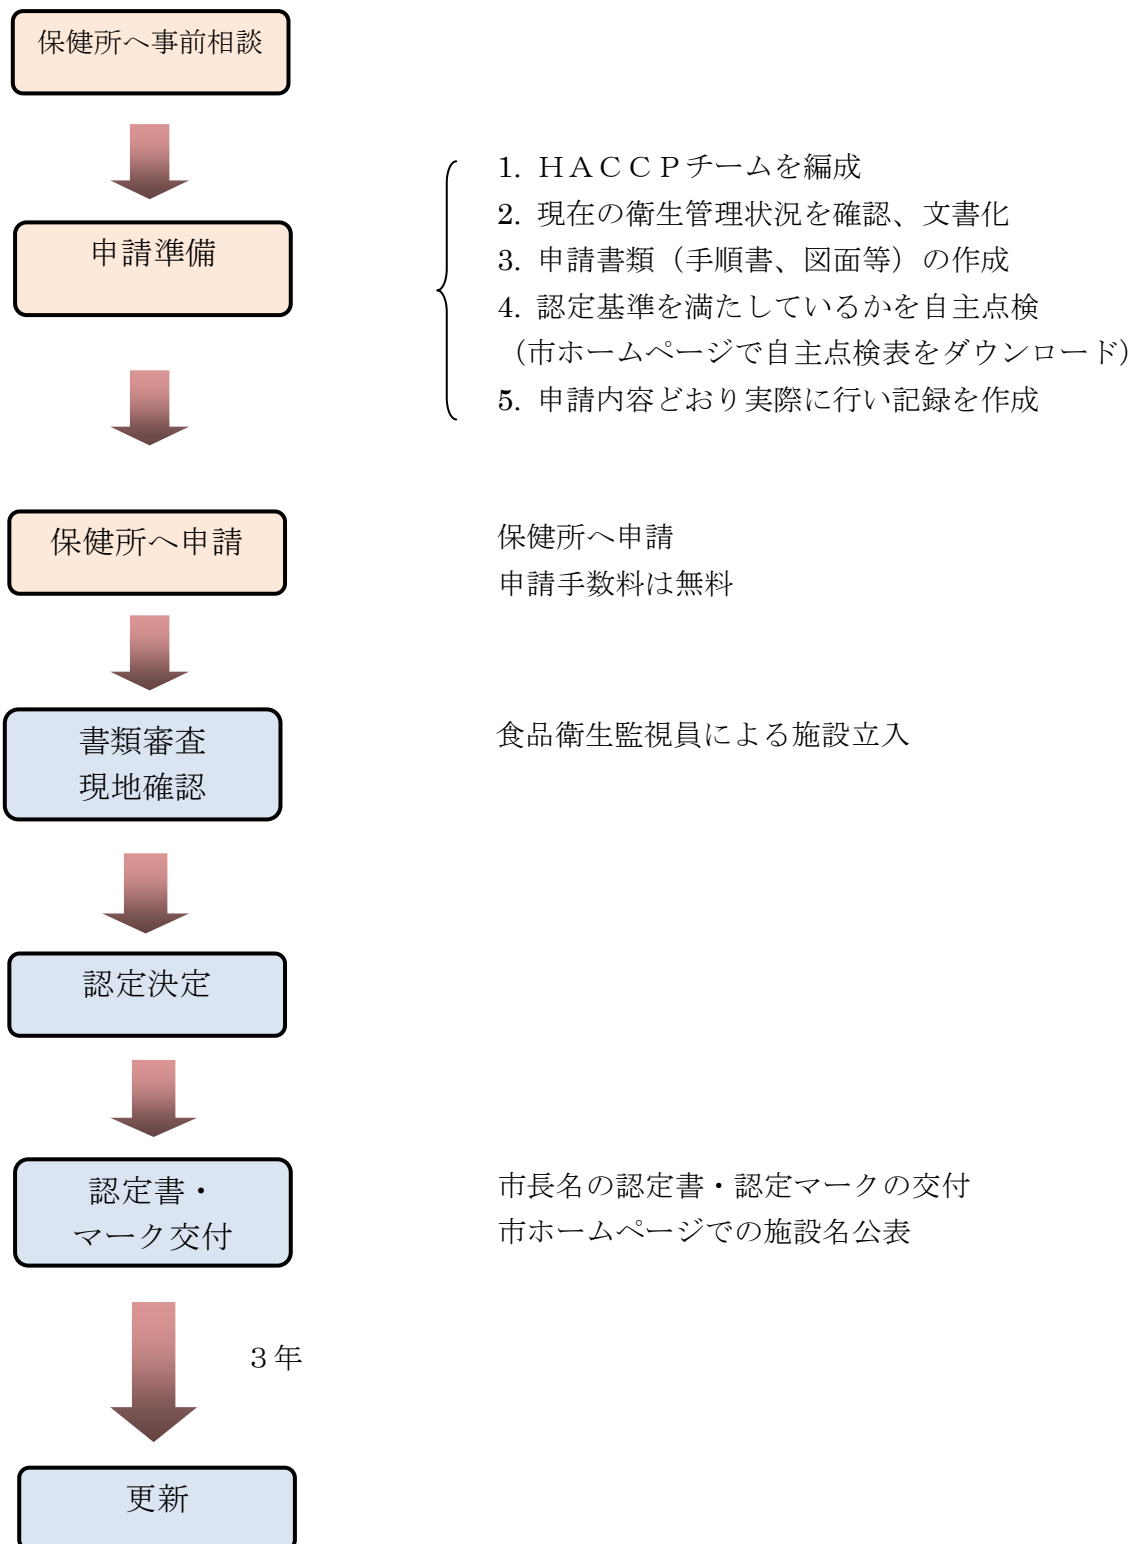 保健所へ事前相談
申請準備
1. ＨＡＣＣＰチームを編成
2. 現在の衛生管理状況を確認、文書化
3. 申請書類（手順書、図面等）の作成
4. 認定基準を満たしているかを自主点検
（市ホームページで自主点検表をダウンロード）
5. 申請内容どおり実際に行い記録を作成
保健所へ申請
保健所へ申請
申請手数料は無料
書類審査
現地確認
食品衛生監視員による施設立入
認定決定
認定書・
マーク交付
市長名の認定書・認定マークの交付
市ホームページでの施設名公表
３年
更新